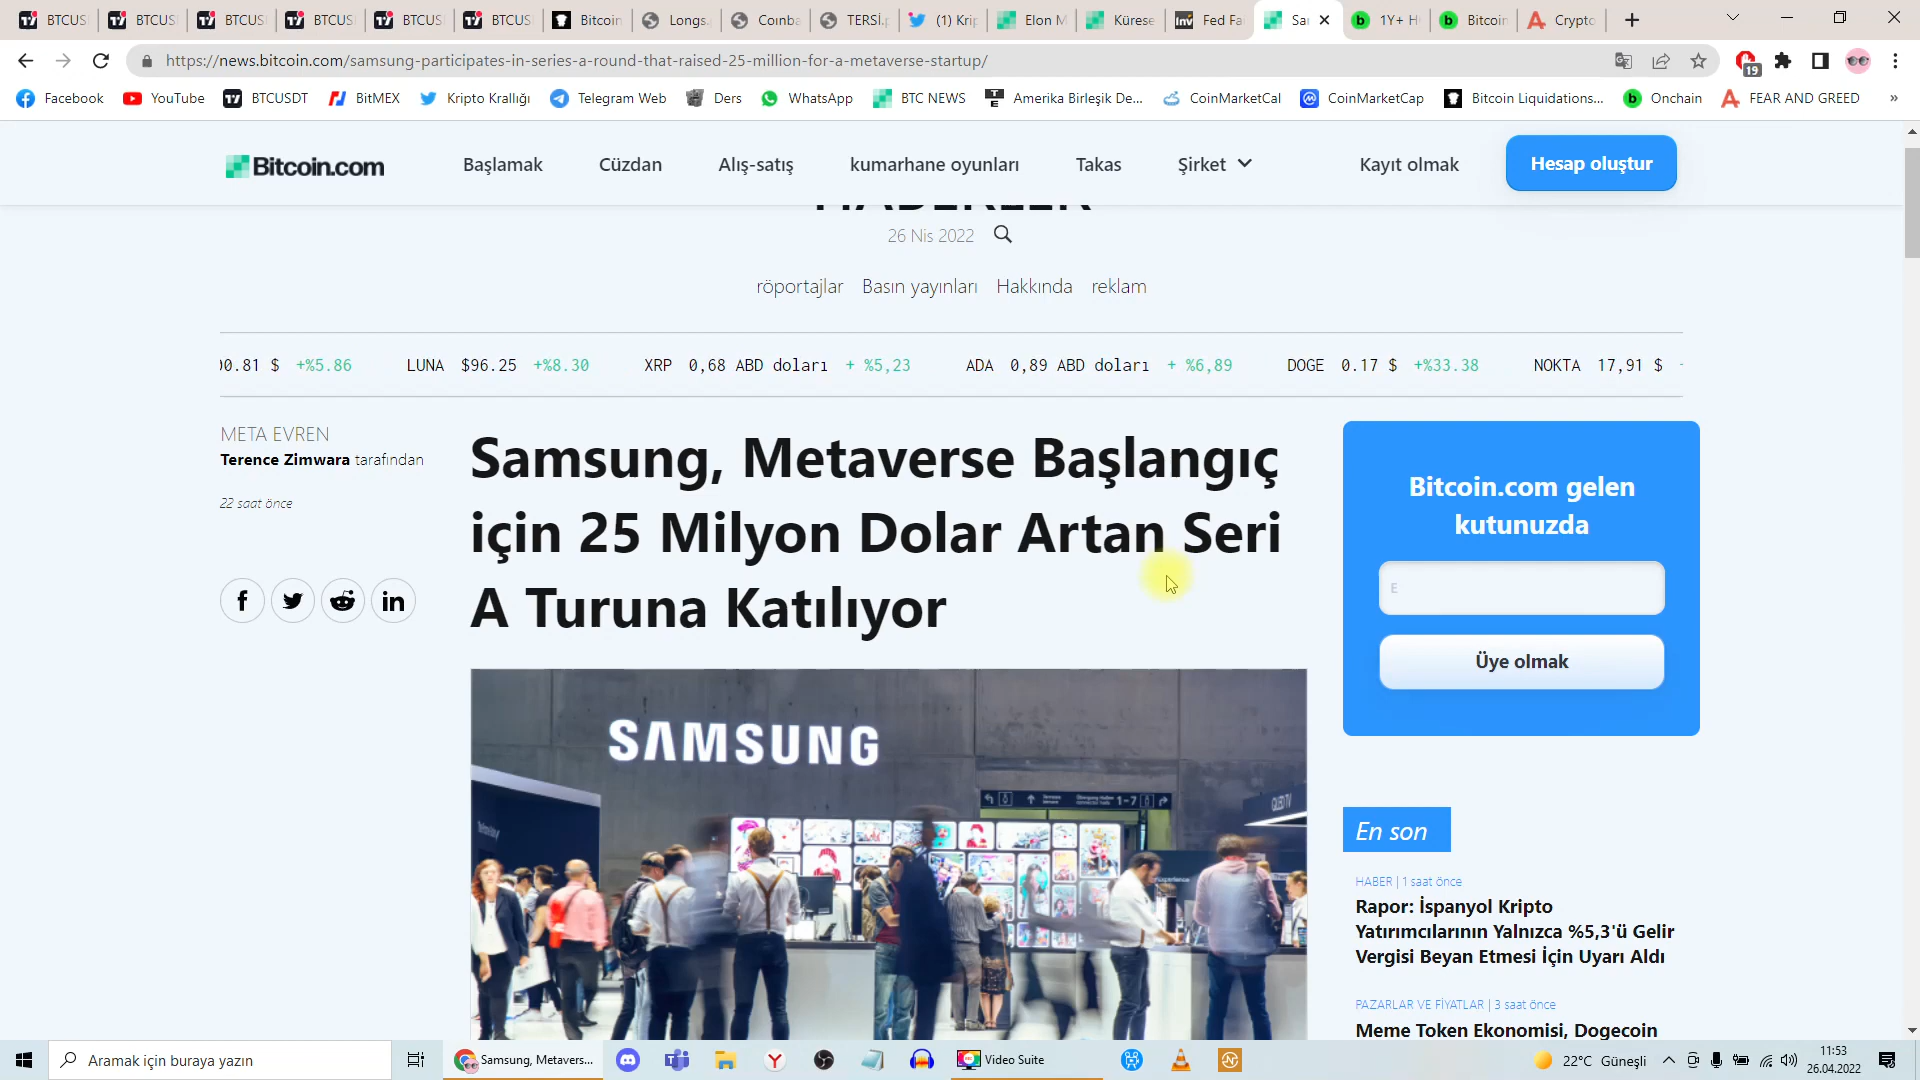 BTCUS
BTCUS
BTCUS
BTCUS
BTCUS
BTCUS
Bitcoin
Longs.
Coınba
TERSİ.p
(1) Krip
Elon M
Kürese
Fed Fa
Sa
1Y+ H
Bitcoin
Crypto
https://news.bitcoin.com/samsung-participates-in-series-a-round-that-raised-25-million-for-a-metaverse-startup/
19
Facebook
YouTube
BTCUSDT
BitMEX
Kripto Krallığı
Telegram Web
Ders
WhatsApp
BTC NEWS
Amerika Birleşik De...
CoinMarketCal
CoinMarketCap
Bitcoin Liquidations...
Onchain
FEAR AND GREED
»
Bitcoin.com
Başlamak
Cüzdan
Alış-satış
kumarhane oyunları
Takas
Şirket
Kayıt olmak
Hesap oluştur
HABERLER
26 Nis 2022
röportajlar Basın yayınları Hakkında reklam
00.81 $ +%5.86 LUNA $96.25 +%8.30 XRP 0,68 ABD doları + %5,23 ADA 0,89 ABD doları + %6,89 DOGE 0.17 $ +%33.38 NOKTA 17,91 $
META EVREN
Terence Zimwara tarafından
22 saat önce
Samsung, Metaverse Başlangıç
için 25 Milyon Dolar Artan Seri
A Turuna Katılıyor
Bitcoin.com gelen
kutunuzda
E
Üye olmak
SAMSUNG
1-7
QLED TV
En son
HABER | 1 saat önce
Rapor: İspanyol Kripto
Yatırımcılarının Yalnızca %5,3'ü Gelir
Vergisi Beyan Etmesi İçin Uyarı Aldı
PAZARLAR VE FİYATLAR | 3 saat önce
Meme Token Ekonomisi, Dogecoin
Aramak için buraya yazın
Samsung, Metavers...
Video Suite
22°C Güneşli
11:53
26.04.2022